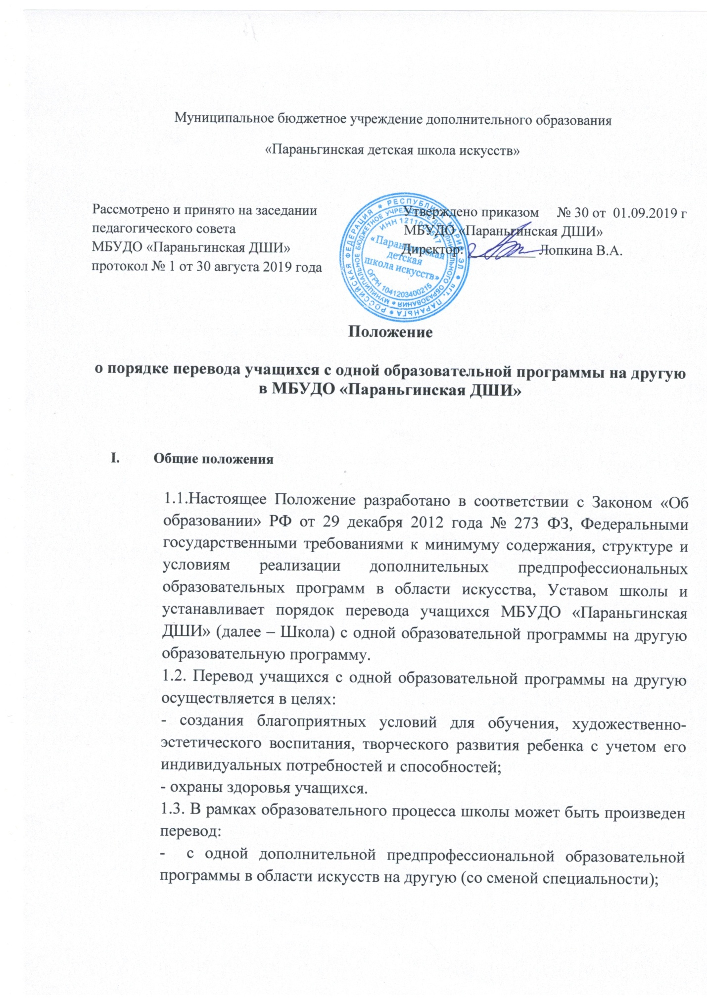 Муниципальное бюджетное учреждение дополнительного образования
«Параньгинская детская школа искусств»
Рассмотрено и принято на заседании
педагогического совета
МБУДО «Параньгинская ДШИ»
протокол № 1 от 30 августа 2019 года
Утверждено приказом № 30 от 01.09.2019 г
МБУДО «Параньгинская ДШИ»
Директор: __________ Лопкина В.А.
РОССИЙСКАЯ ФЕДЕРАЦИЯ * РЕСПУБЛИКА МАРИЙ ЭЛ * пгт. ПАРАНЬГА *
МУНИЦИПАЛЬНОЕ БЮДЖЕТНОЕ УЧРЕЖДЕНИЕ ДОПОЛНИТЕЛЬНОГО ОБРАЗОВАНИЯ *
ИНН
«Параньгинская
детская
школа искусств»
ОГРН 1041203400215
Положение
о порядке перевода учащихся с одной образовательной программы на другую
в МБУДО «Параньгинская ДШИ»
I. Общие положения
1.1.Настоящее Положение разработано в соответствии с Законом «Об
образовании» РФ от 29 декабря 2012 года № 273 ФЗ, Федеральными
государственными требованиями к минимуму содержания, структуре и
условиям реализации дополнительных предпрофессиональных
образовательных программ в области искусства, Уставом школы и
устанавливает порядок перевода учащихся МБУДО «Параньгинская
ДШИ» (далее – Школа) с одной образовательной программы на другую
образовательную программу.
1.2. Перевод учащихся с одной образовательной программы на другую
осуществляется в целях:
- создания благоприятных условий для обучения, художественно-
эстетического воспитания, творческого развития ребенка с учетом его
индивидуальных потребностей и способностей;
- охраны здоровья учащихся.
1.3. В рамках образовательного процесса школы может быть произведен
перевод:
- с одной дополнительной предпрофессиональной образовательной
программы в области искусств на другую (со сменой специальности);